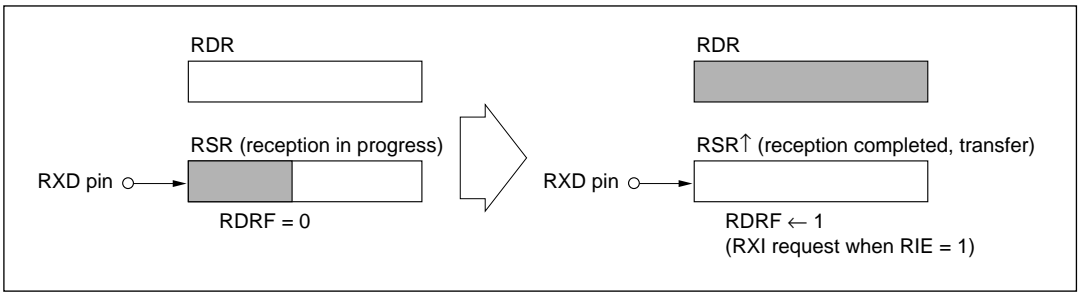 RDR
RSR (reception in progress)
RXD pin
RDRF = 0
RDR
RSR↑ (reception completed, transfer)
RXD pin
RDRF ← 1
(RXI request when RIE = 1)